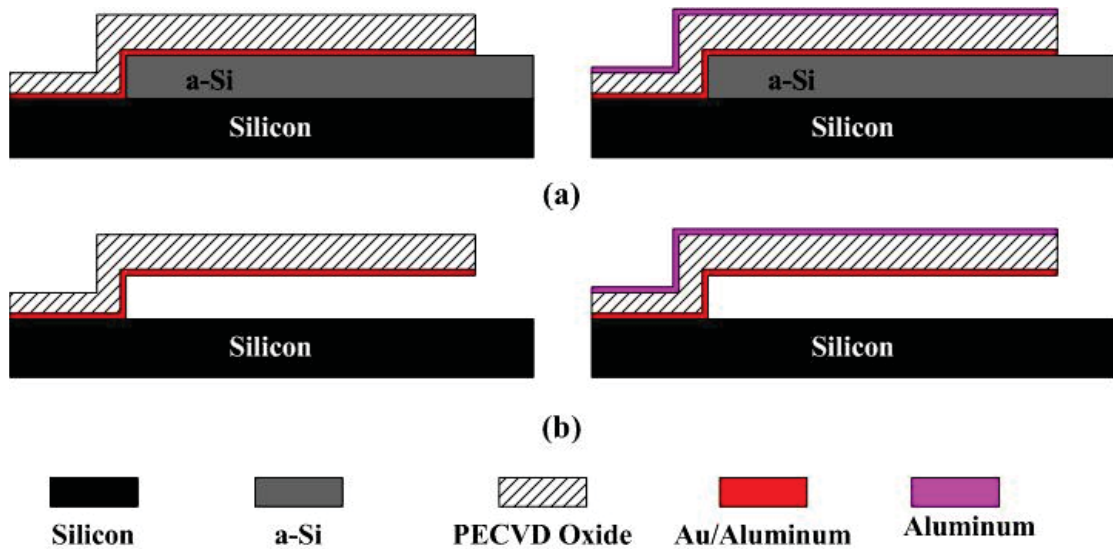 a-Si
a-Si
Silicon
Silicon
(a)
Silicon
Silicon
(b)
Silicon
a-Si
PECVD Oxide
Au/Aluminum
Aluminum